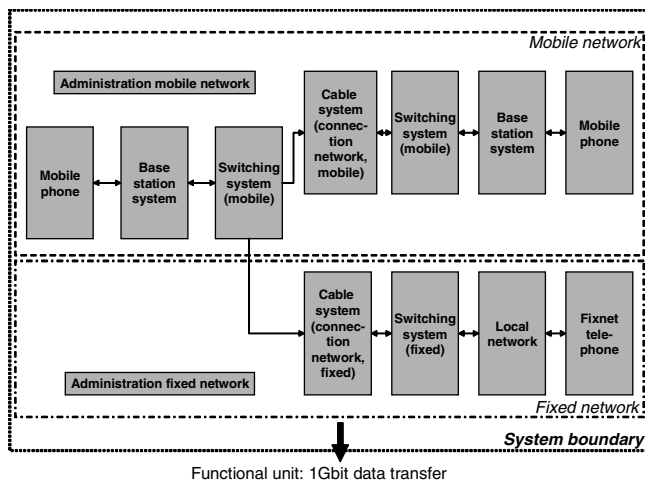 Mobile network
Administration mobile network
Mobile
phone
Base
station
system
Switching
system
(mobile)
Cable
system
(connec-
tion
network,
mobile)
Switching
system
(mobile)
Base
station
system
Mobile
phone
Cable
system
(connec-
tion
network,
fixed)
Switching
system
(fixed)
Local
network
Fixnet
tele-
phone
Administration fixed network
Fixed network
System boundary
Functional unit: 1Gbit data transfer